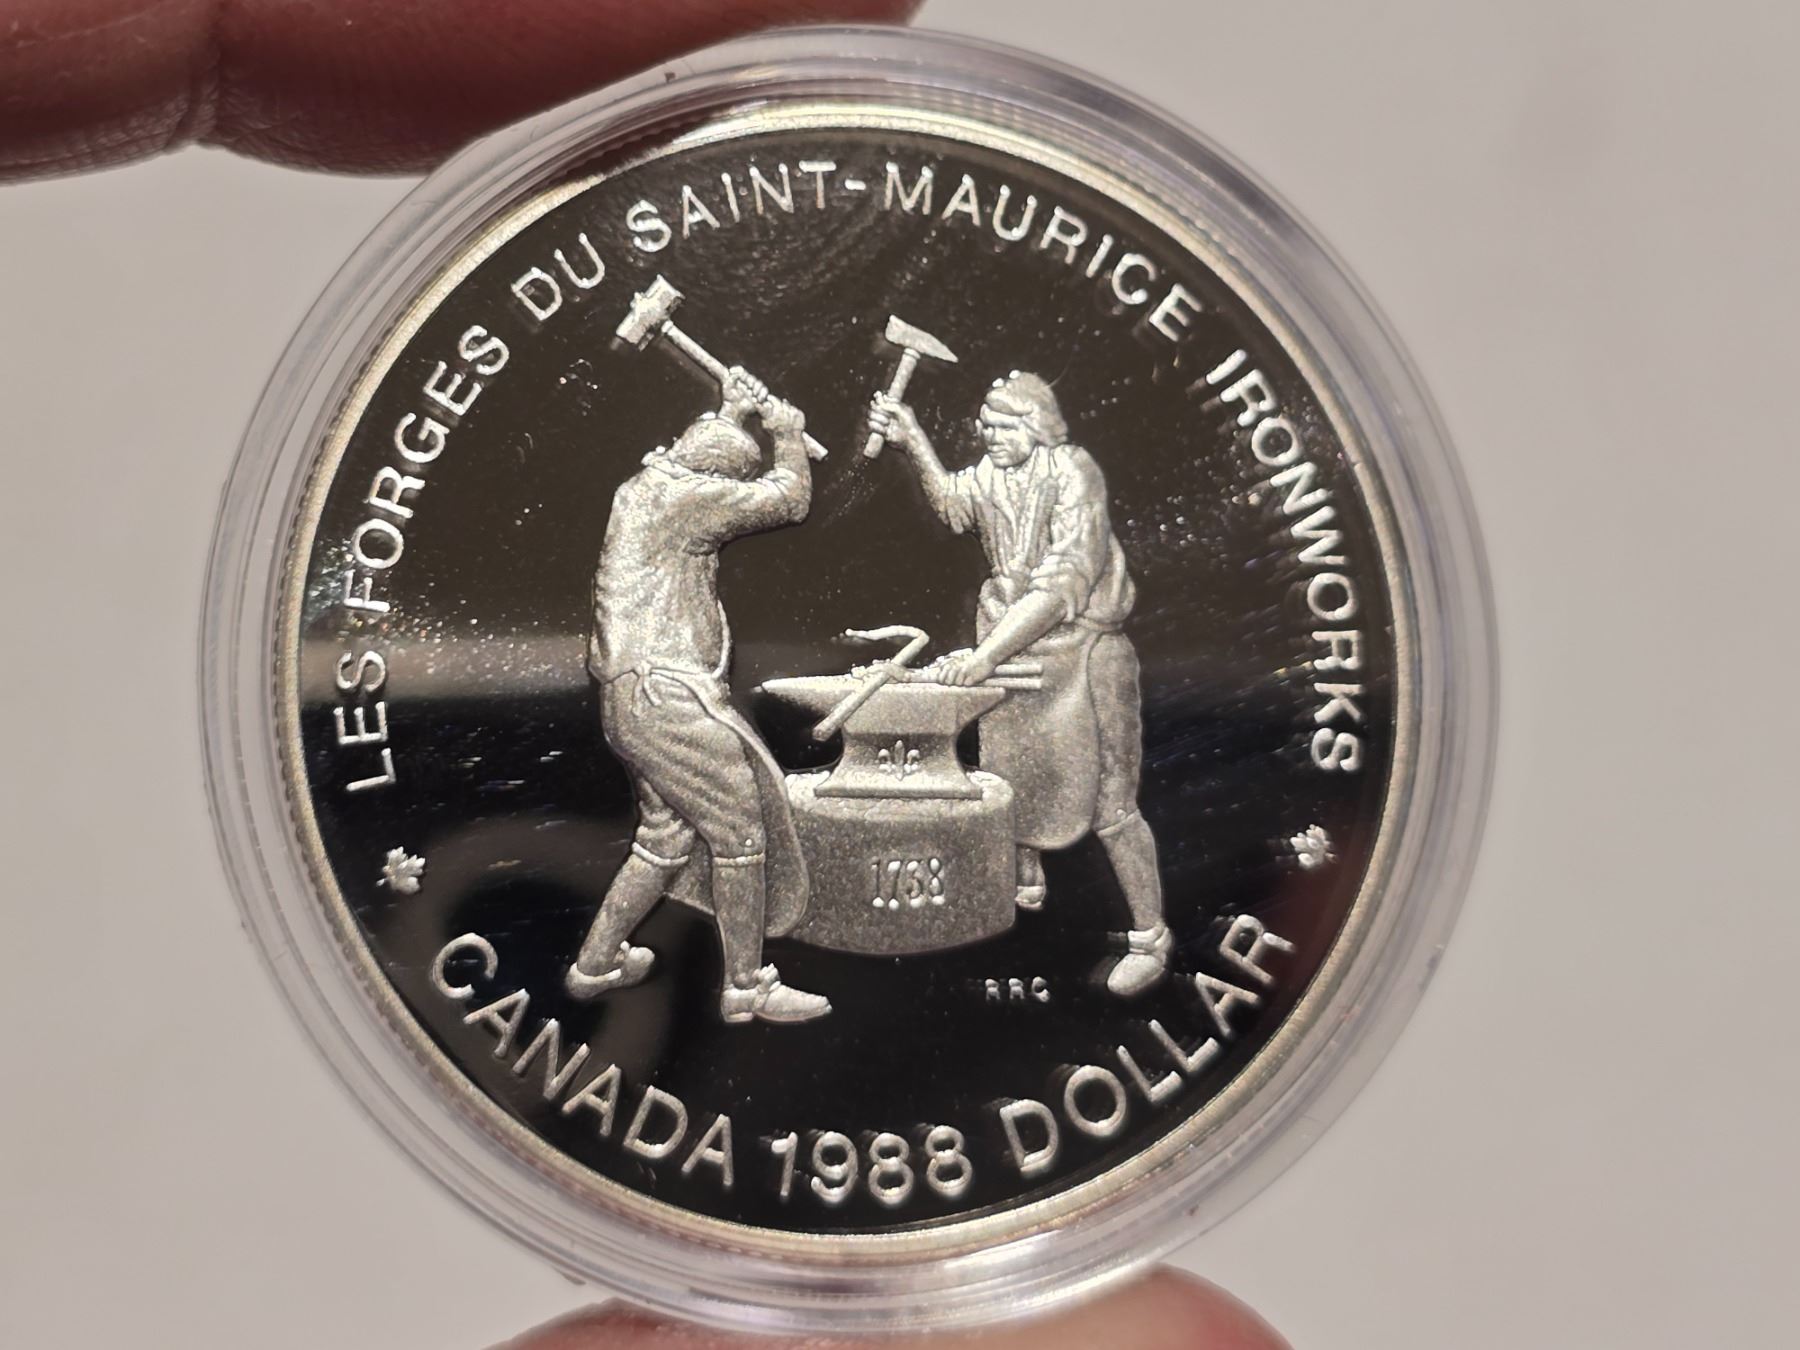 LES FORGES DU SAINT-MAURICE IRONWORKS
1738
RRC
CANADA 1988 DOLLAR